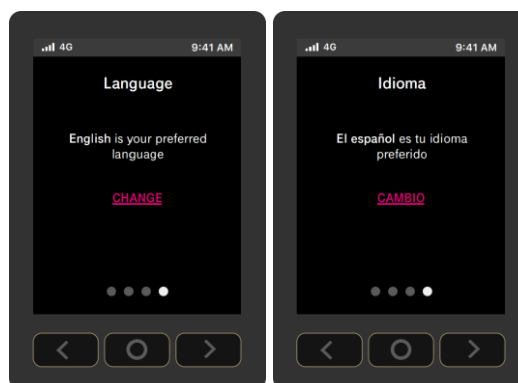 4G 9:41 AM
Language
English is your preferred
language
CHANGE
4G 9:41 AM
Idioma
El español es tu idioma
preferido
CAMBIO